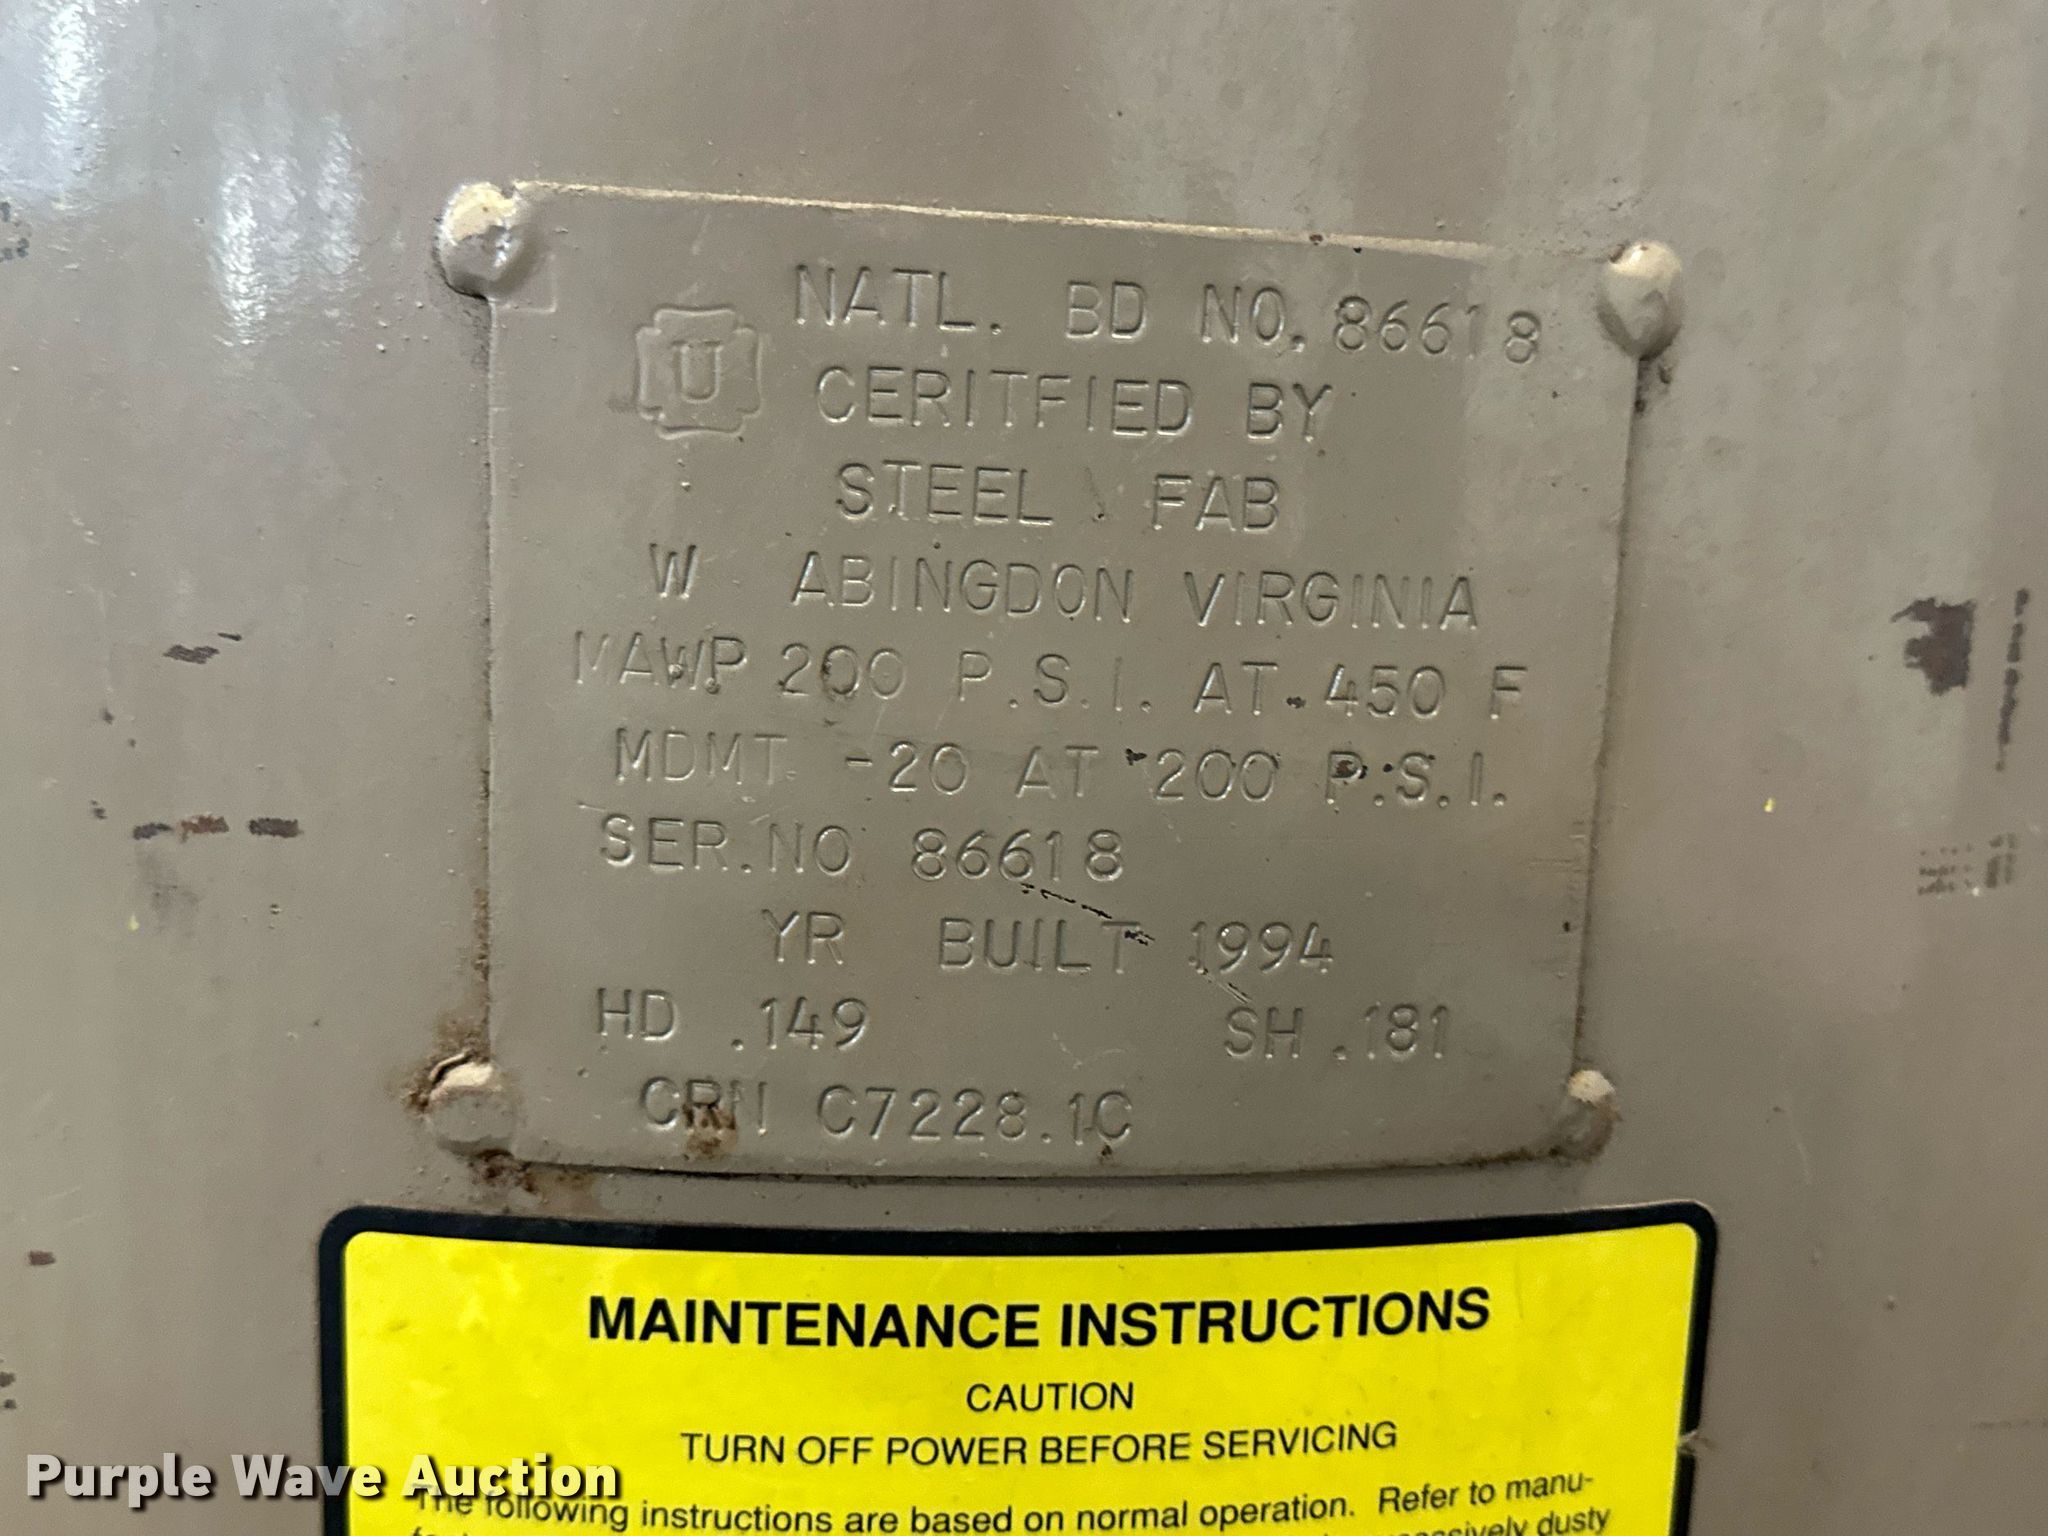 NATL. BD NO. 86618
U CERITFIED BY
STEEL FAB
W ABINGDON VIRGINIA
MAWP 200 P.S.I. AT 450 F
MDMT -20 AT 200 P.S.I.
SER.NO 86618
YR BUILT 1994
HD .149 SH .181
CRN C7228.1C
MAINTENANCE INSTRUCTIONS
CAUTION
TURN OFF POWER BEFORE SERVICING
The following instructions are based on normal operation. Refer to manu-
dusty
Purple Wave Auction